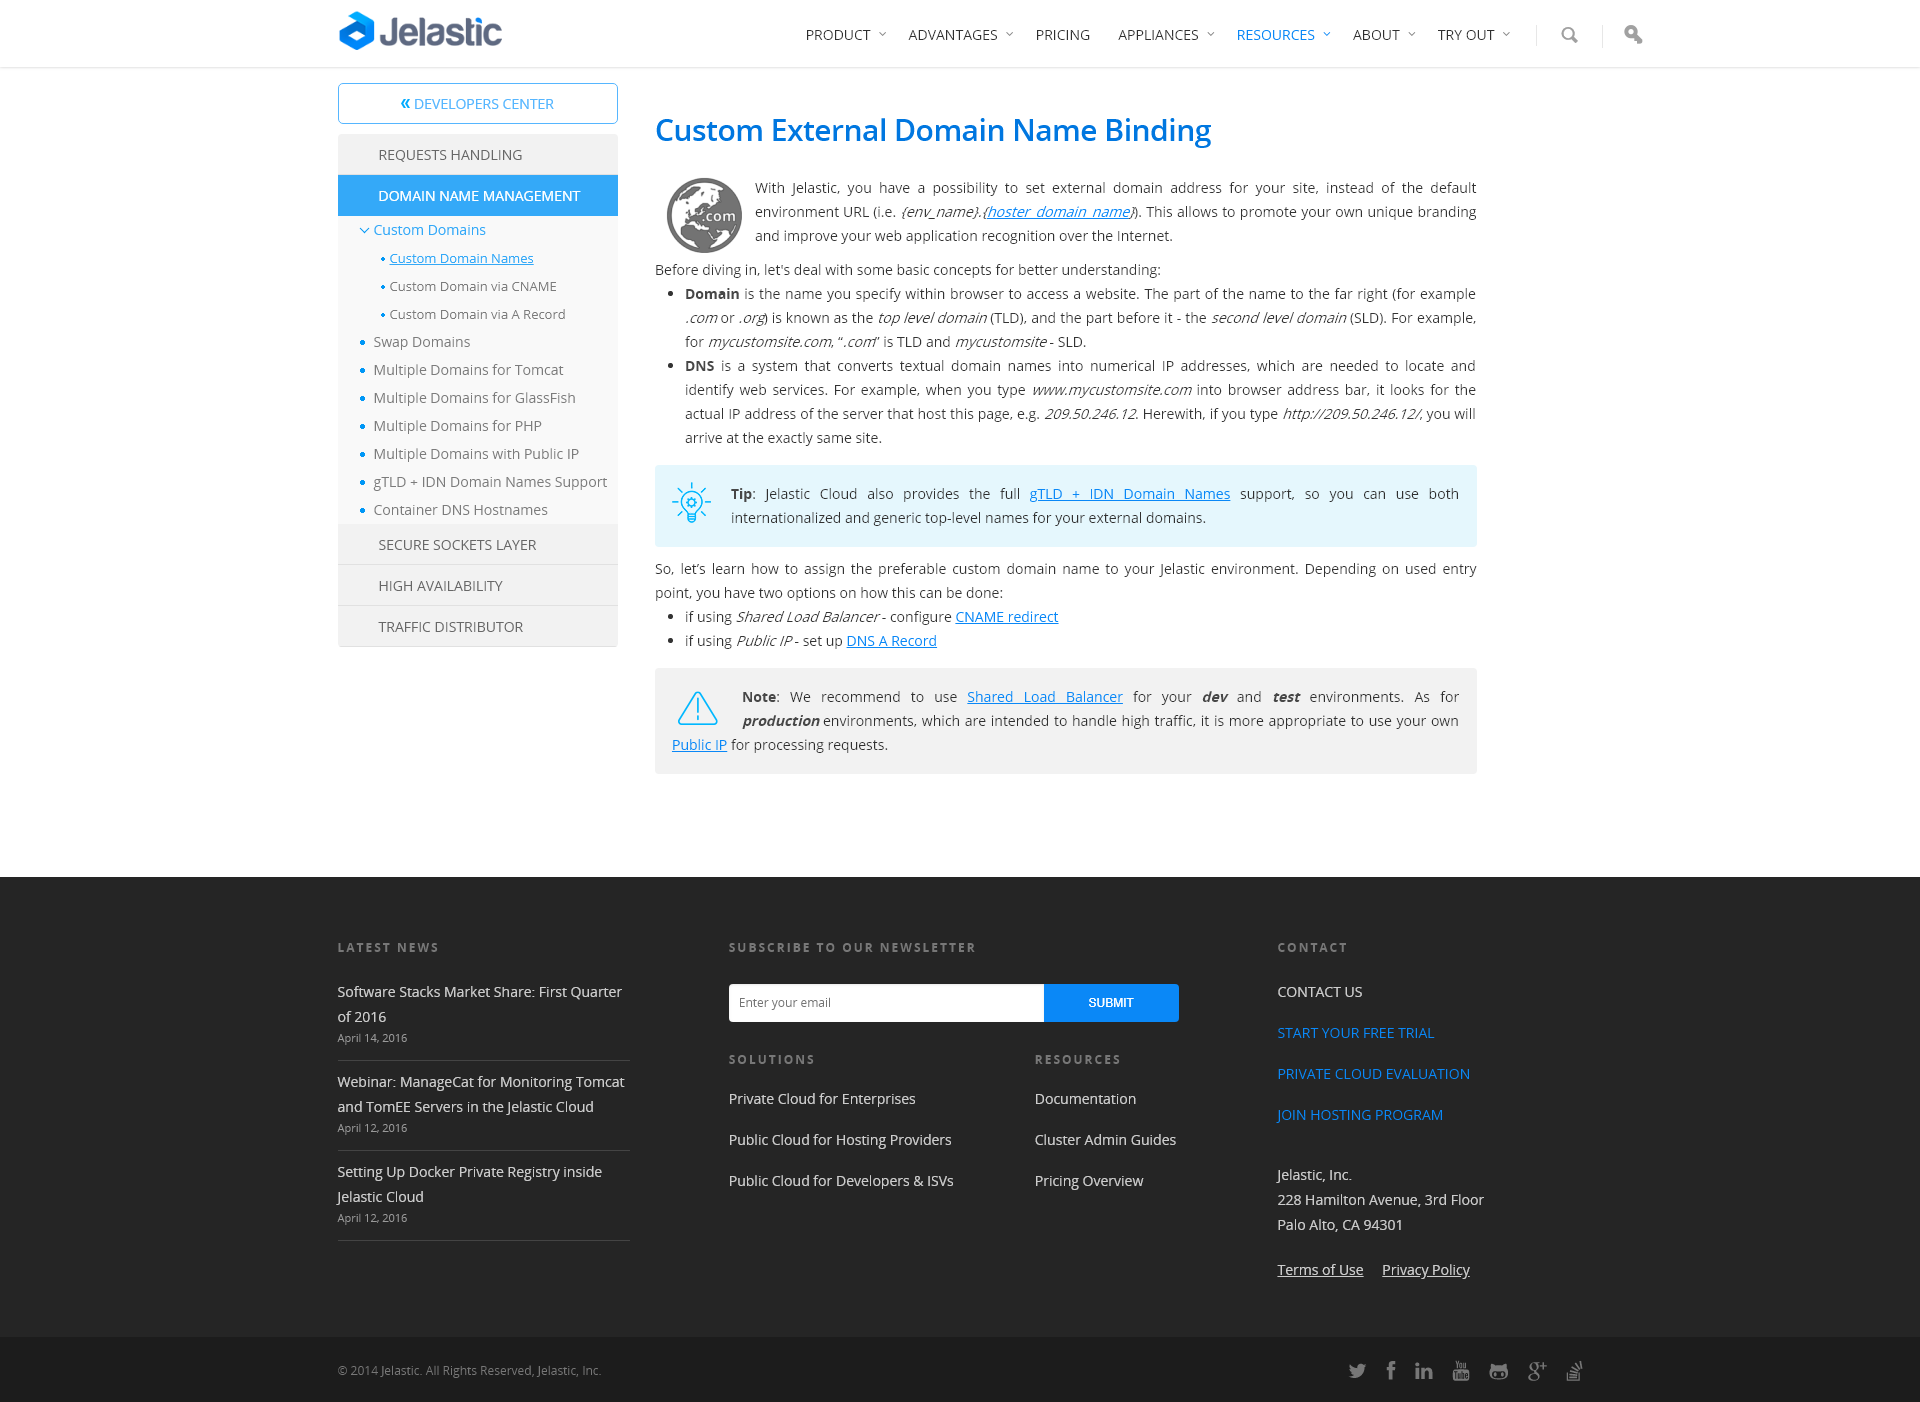 Jelastic
PRODUCT ADVANTAGES PRICING APPLIANCES RESOURCES ABOUT TRY OUT
« DEVELOPERS CENTER
REQUESTS HANDLING
DOMAIN NAME MANAGEMENT
Custom Domains
Custom Domain Names
Custom Domain via CNAME
Custom Domain via A Record
Swap Domains
Multiple Domains for Tomcat
Multiple Domains for GlassFish
Multiple Domains for PHP
Multiple Domains with Public IP
gTLD + IDN Domain Names Support
Container DNS Hostnames
SECURE SOCKETS LAYER
HIGH AVAILABILITY
TRAFFIC DISTRIBUTOR
Custom External Domain Name Binding
.com
With Jelastic, you have a possibility to set external domain address for your site, instead of the default
environment URL (i.e. {env_name}.{hoster_domain_name}). This allows to promote your own unique branding
and improve your web application recognition over the Internet.
Before diving in, let's deal with some basic concepts for better understanding:
• Domain is the name you specify within browser to access a website. The part of the name to the far right (for example
.com or .org) is known as the top level domain (TLD), and the part before it - the second level domain (SLD). For example,
for mycustomsite.com, “.com” is TLD and mycustomsite - SLD.
• DNS is a system that converts textual domain names into numerical IP addresses, which are needed to locate and
identify web services. For example, when you type www.mycustomsite.com into browser address bar, it looks for the
actual IP address of the server that host this page, e.g. 209.50.246.12. Herewith, if you type http://209.50.246.12/, you will
arrive at the exactly same site.
Tip: Jelastic Cloud also provides the full gTLD + IDN Domain Names support, so you can use both
internationalized and generic top-level names for your external domains.
So, let’s learn how to assign the preferable custom domain name to your Jelastic environment. Depending on used entry
point, you have two options on how this can be done:
• if using Shared Load Balancer - configure CNAME redirect
• if using Public IP - set up DNS A Record
Note: We recommend to use Shared Load Balancer for your dev and test environments. As for
production environments, which are intended to handle high traffic, it is more appropriate to use your own
Public IP for processing requests.
LATEST NEWS
Software Stacks Market Share: First Quarter
of 2016
April 14, 2016
Webinar: ManageCat for Monitoring Tomcat
and TomEE Servers in the Jelastic Cloud
April 12, 2016
Setting Up Docker Private Registry inside
Jelastic Cloud
April 12, 2016
SUBSCRIBE TO OUR NEWSLETTER
Enter your email SUBMIT
SOLUTIONS
Private Cloud for Enterprises
Public Cloud for Hosting Providers
Public Cloud for Developers & ISVs
RESOURCES
Documentation
Cluster Admin Guides
Pricing Overview
CONTACT
CONTACT US
START YOUR FREE TRIAL
PRIVATE CLOUD EVALUATION
JOIN HOSTING PROGRAM
Jelastic, Inc.
228 Hamilton Avenue, 3rd Floor
Palo Alto, CA 94301
Terms of Use Privacy Policy
© 2014 Jelastic. All Rights Reserved, Jelastic, Inc.
You
Tube